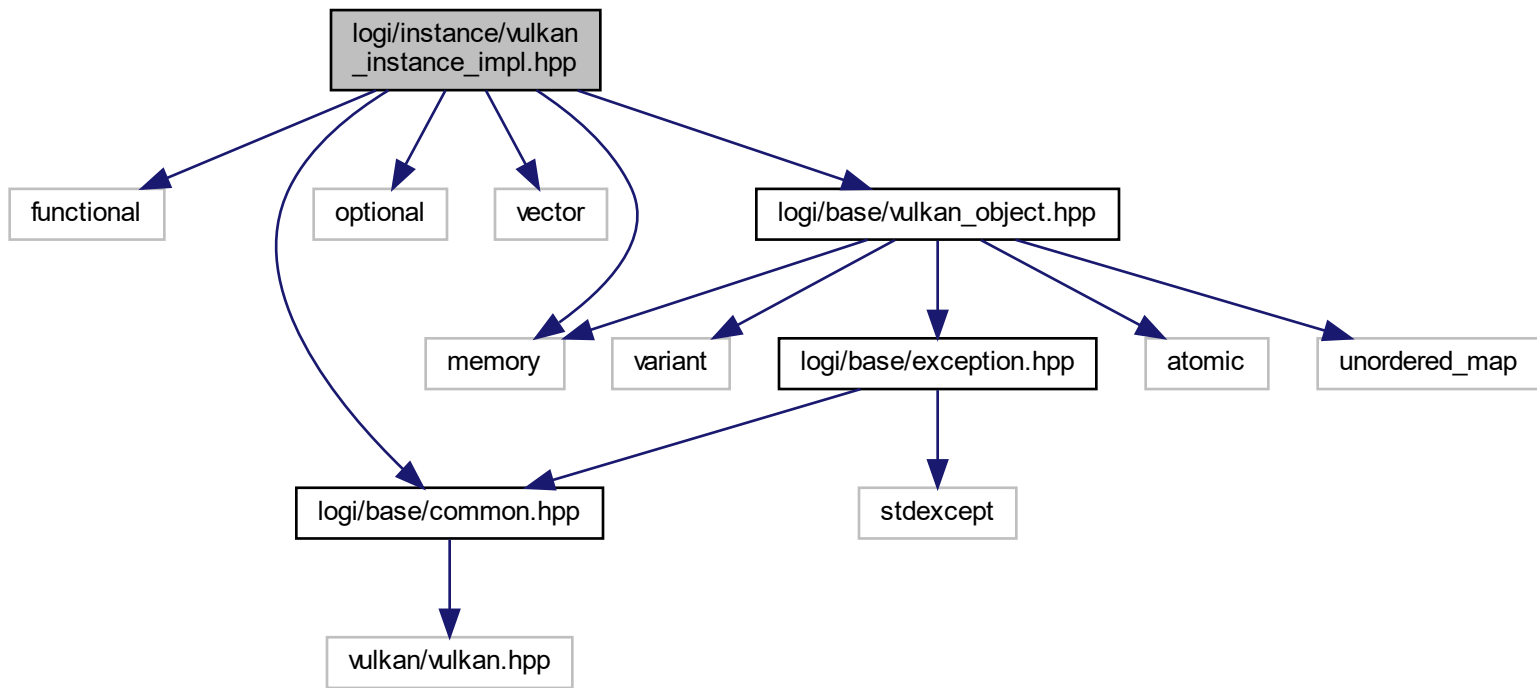 logi/instance/vulkan
_instance_impl.hpp
functional
optional
vector
logi/base/vulkan_object.hpp
memory
variant
logi/base/exception.hpp
atomic
unordered_map
logi/base/common.hpp
stdexcept
vulkan/vulkan.hpp